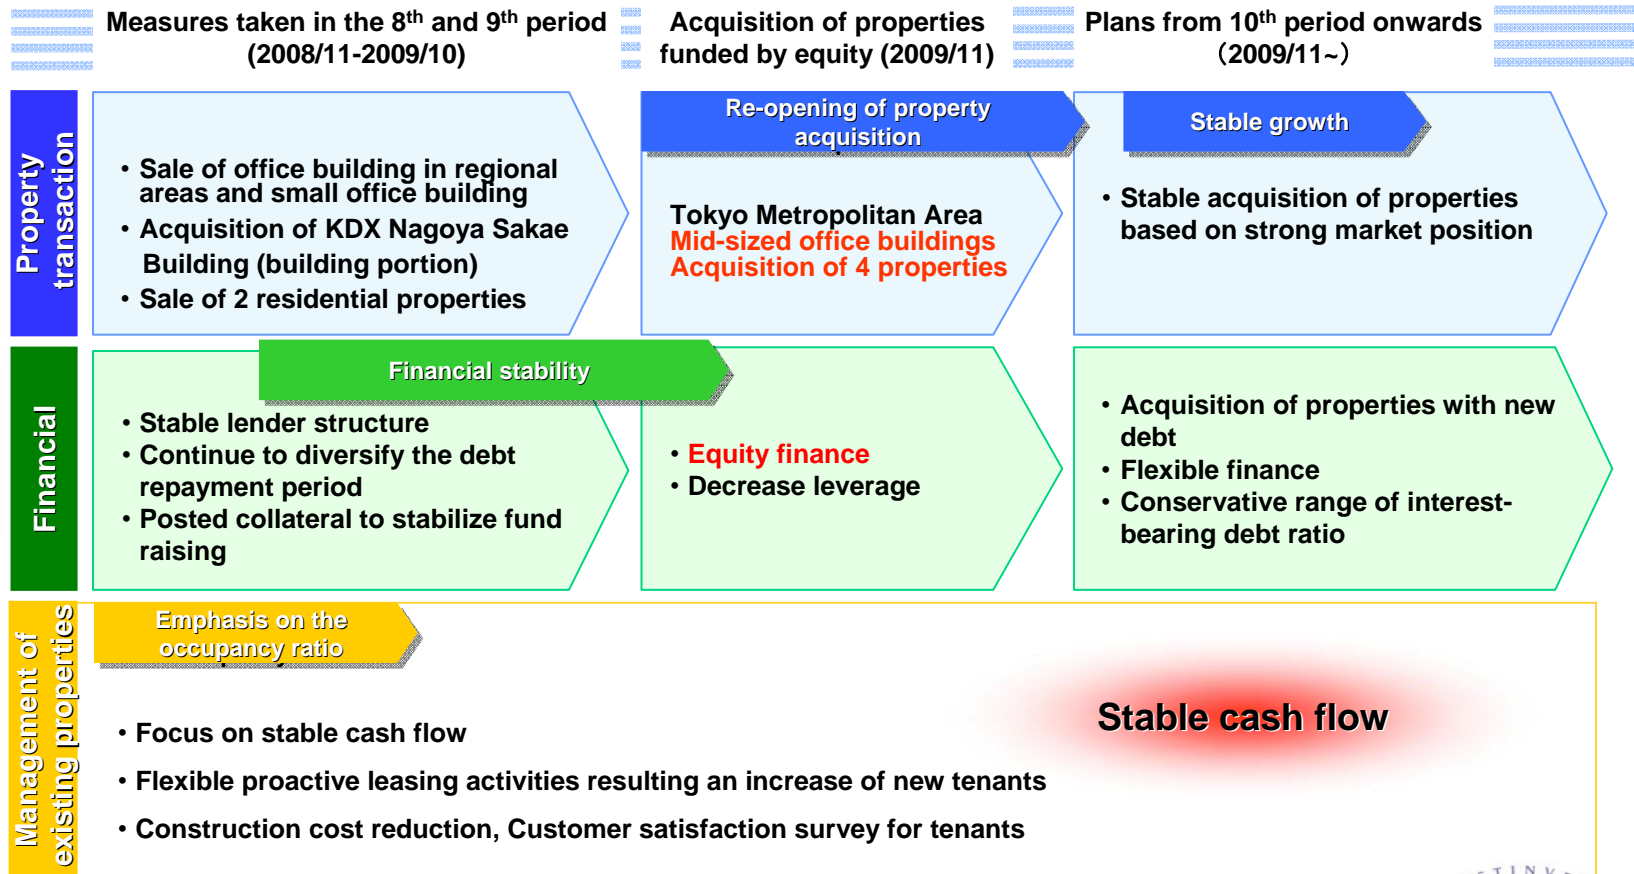 Measures taken in the 8th and 9th period
(2008/11-2009/10)
Acquisition of properties
funded by equity (2009/11)
Plans from 10th period onwards
（2009/11~）
Property
transaction
• Sale of office building in regional
areas and small office building
• Acquisition of KDX Nagoya Sakae
Building (building portion)
• Sale of 2 residential properties
Re-opening of property
acquisition
Tokyo Metropolitan Area
Mid-sized office buildings
Acquisition of 4 properties
Stable growth
• Stable acquisition of properties
based on strong market position
Financial
Financial stability
• Stable lender structure
• Continue to diversify the debt
repayment period
• Posted collateral to stabilize fund
raising
• Equity finance
• Decrease leverage
• Acquisition of properties with new
debt
• Flexible finance
• Conservative range of interest-
bearing debt ratio
Management of
existing properties
Emphasis on the
occupancy ratio
• Focus on stable cash flow
• Flexible proactive leasing activities resulting an increase of new tenants
• Construction cost reduction, Customer satisfaction survey for tenants
Stable cash flow